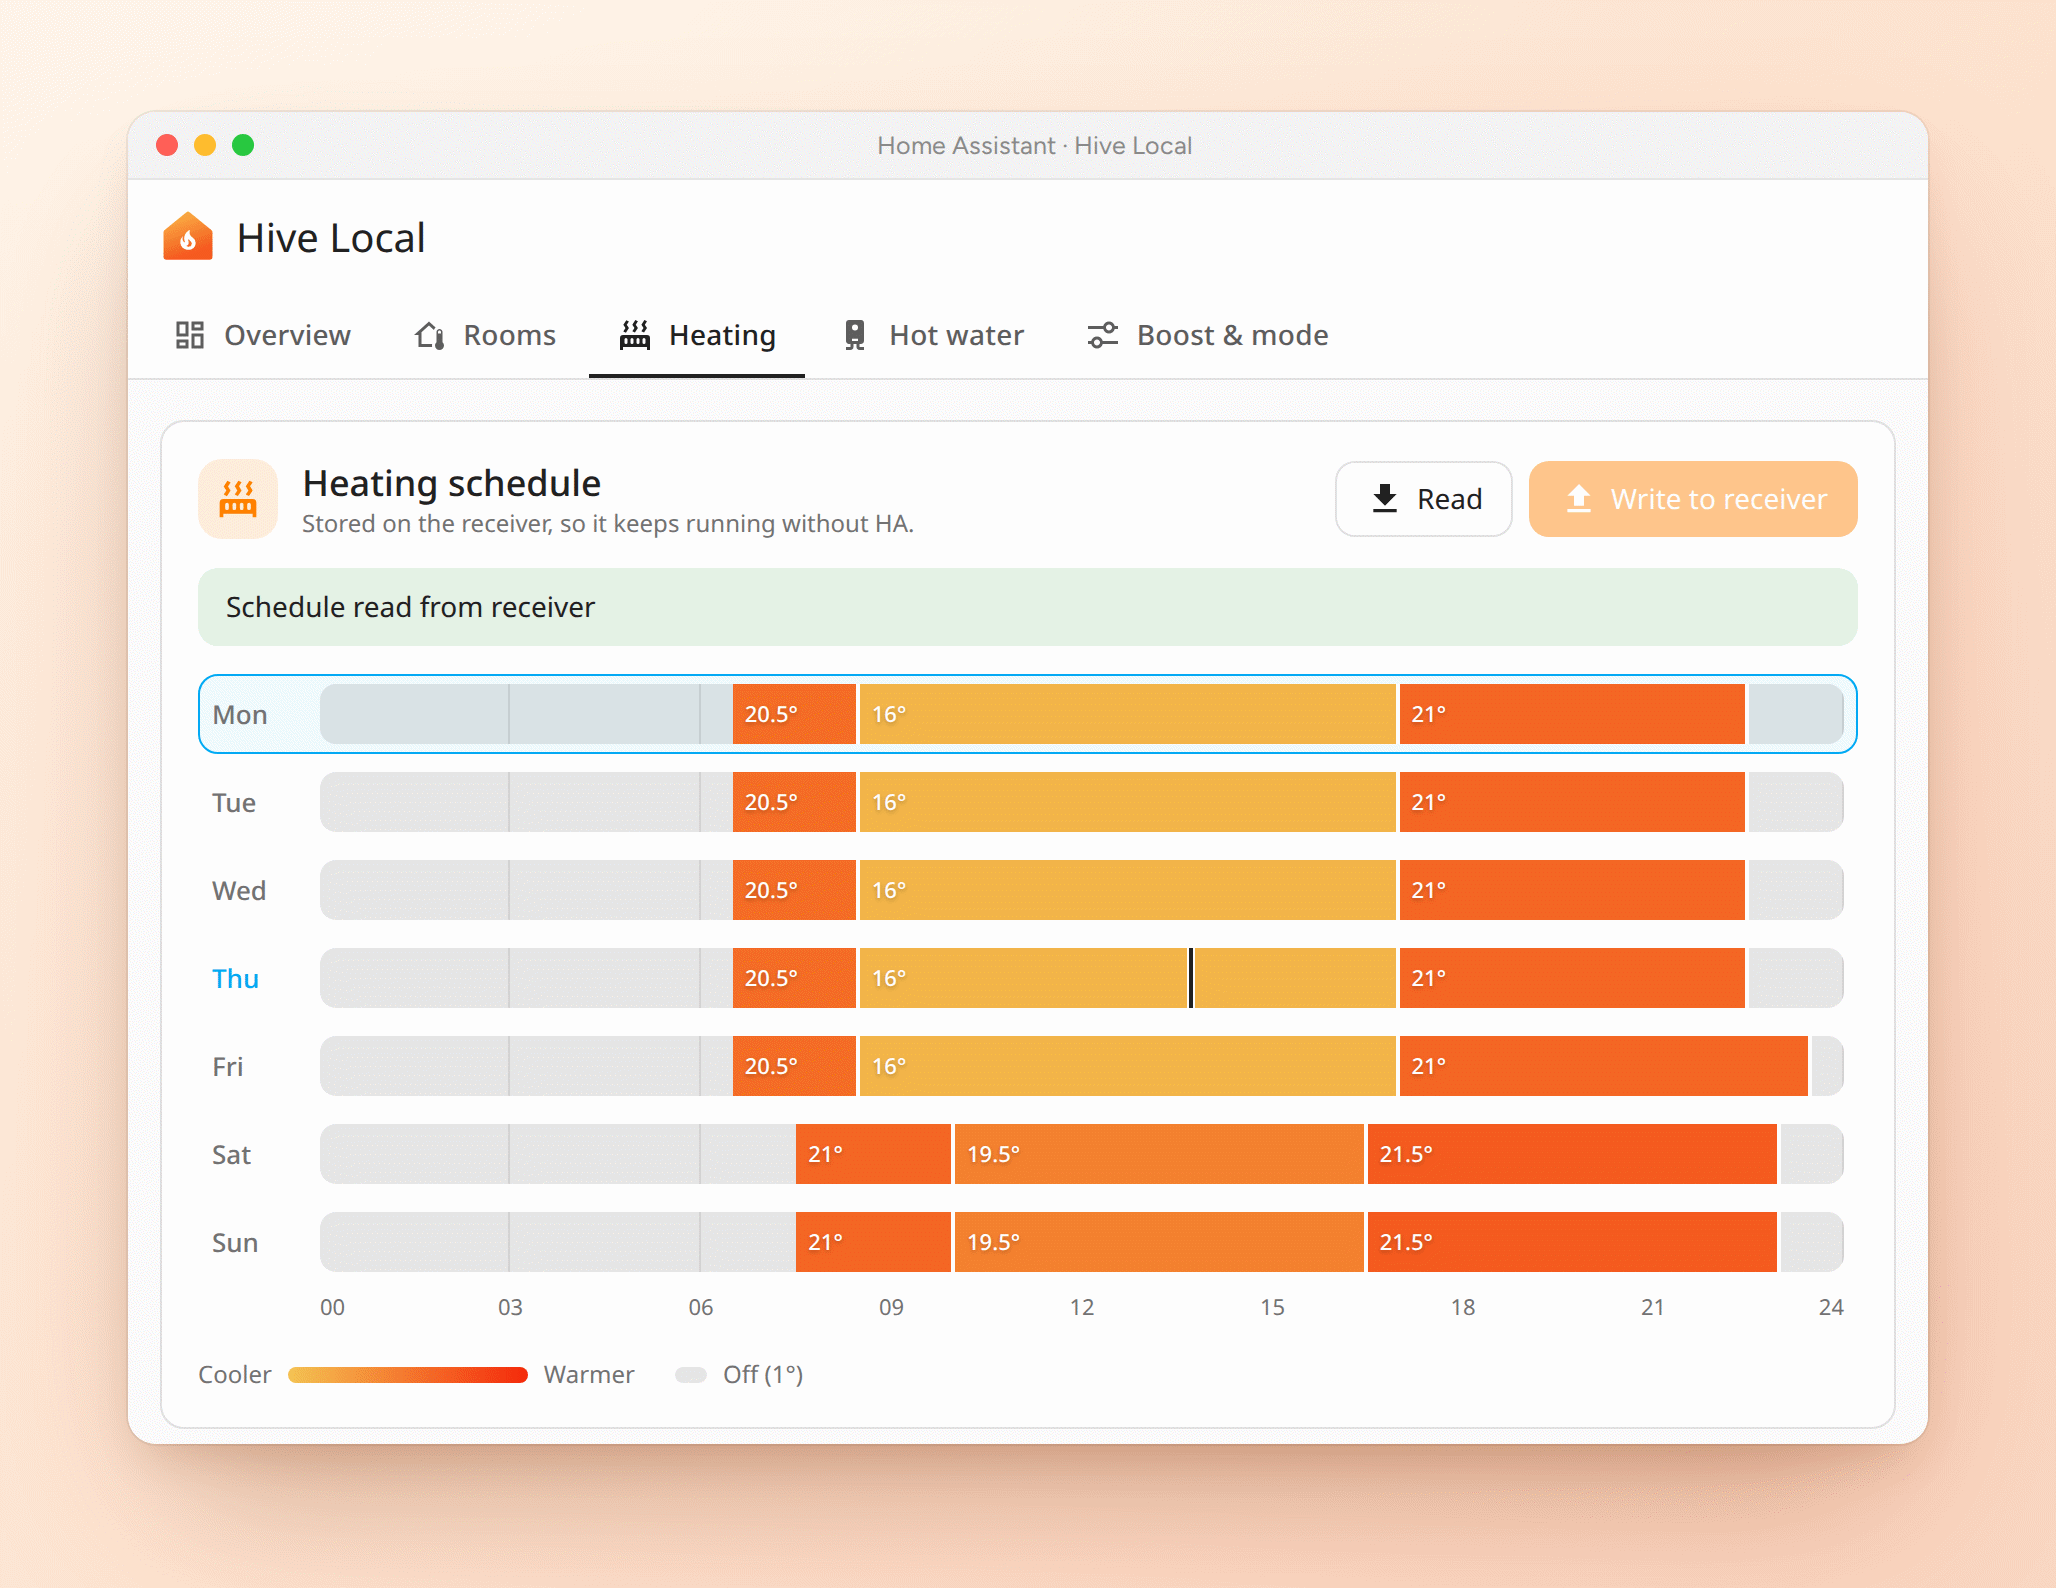 Home Assistant · Hive Local
Hive Local
Overview Rooms Heating Hot water Boost & mode
Heating schedule
Stored on the receiver, so it keeps running without HA.
Read
Write to receiver
Schedule read from receiver
Mon 20.5° 16° 21°
Tue 20.5° 16° 21°
Wed 20.5° 16° 21°
Thu 20.5° 16° 21°
Fri 20.5° 16° 21°
Sat 21° 19.5° 21.5°
Sun 21° 19.5° 21.5°
00 03 06 09 12 15 18 21 24
Cooler Warmer Off (1°)